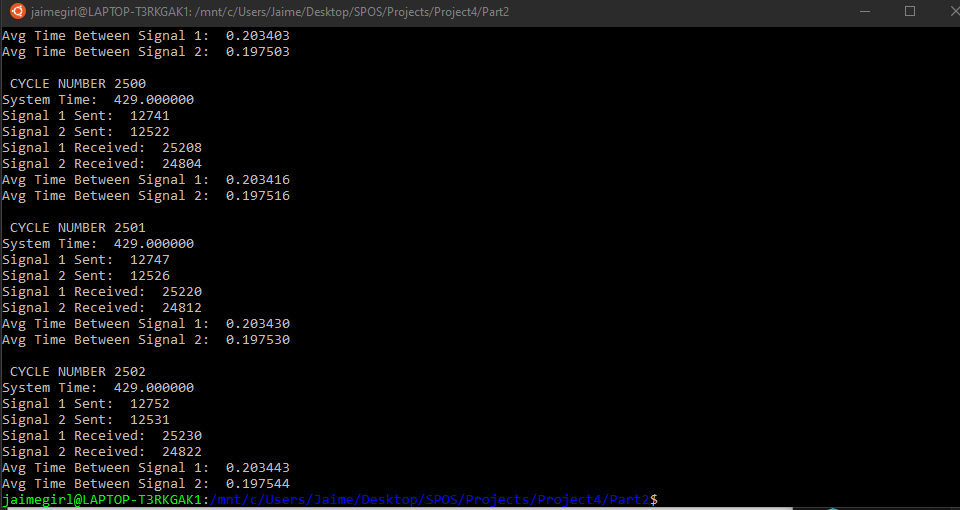 jaimegirl@LAPTOP-T3RKGAK1: /mnt/c/Users/Jaime/Desktop/SPOS/Projects/Project4/Part2
Avg Time Between Signal 1:  0.203403
Avg Time Between Signal 2:  0.197503
CYCLE NUMBER 2500
System Time:  429.000000
Signal 1 Sent:  12741
Signal 2 Sent:  12522
Signal 1 Received:  25208
Signal 2 Received:  24804
Avg Time Between Signal 1:  0.203416
Avg Time Between Signal 2:  0.197516
CYCLE NUMBER 2501
System Time:  429.000000
Signal 1 Sent:  12747
Signal 2 Sent:  12526
Signal 1 Received:  25220
Signal 2 Received:  24812
Avg Time Between Signal 1:  0.203430
Avg Time Between Signal 2:  0.197530
CYCLE NUMBER 2502
System Time:  429.000000
Signal 1 Sent:  12752
Signal 2 Sent:  12531
Signal 1 Received:  25230
Signal 2 Received:  24822
Avg Time Between Signal 1:  0.203443
Avg Time Between Signal 2:  0.197544
jaimegirl@LAPTOP-T3RKGAK1:/mnt/c/Users/Jaime/Desktop/SPOS/Projects/Project4/Part2$